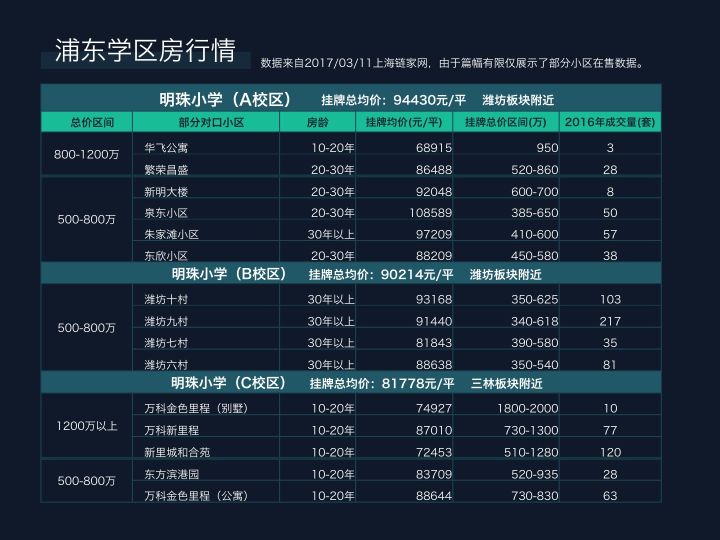 浦东学区房行情
数据来自2017/03/11上海链家网，由于篇幅有限仅展示了部分小区在售数据。
明珠小学（A校区） 挂牌总均价：94430元/平 潍坊板块附近
总价区间 部分对口小区 房龄 挂牌均价(元/平) 挂牌总价区间(万) 2016年成交量(套)
800-1200万 华飞公寓 10-20年 68915 950 3
繁荣昌盛 20-30年 86488 520-860 28
500-800万 新明大楼 20-30年 92048 600-700 8
泉东小区 20-30年 108589 385-650 50
朱家滩小区 30年以上 97209 410-600 57
东欣小区 20-30年 88209 450-580 38
明珠小学（B校区） 挂牌总均价：90214元/平 潍坊板块附近
500-800万 潍坊十村 30年以上 93168 350-625 103
潍坊九村 30年以上 91440 340-618 217
潍坊七村 30年以上 81843 390-580 35
潍坊六村 30年以上 88638 350-540 81
明珠小学（C校区） 挂牌总均价：81778元/平 三林板块附近
1200万以上 万科金色里程（别墅） 10-20年 74927 1800-2000 10
万科新里程 10-20年 87010 730-1300 77
新里城和合苑 10-20年 72453 510-1280 120
500-800万 东方滨港园 10-20年 83709 520-935 28
万科金色里程（公寓） 10-20年 88644 730-830 63